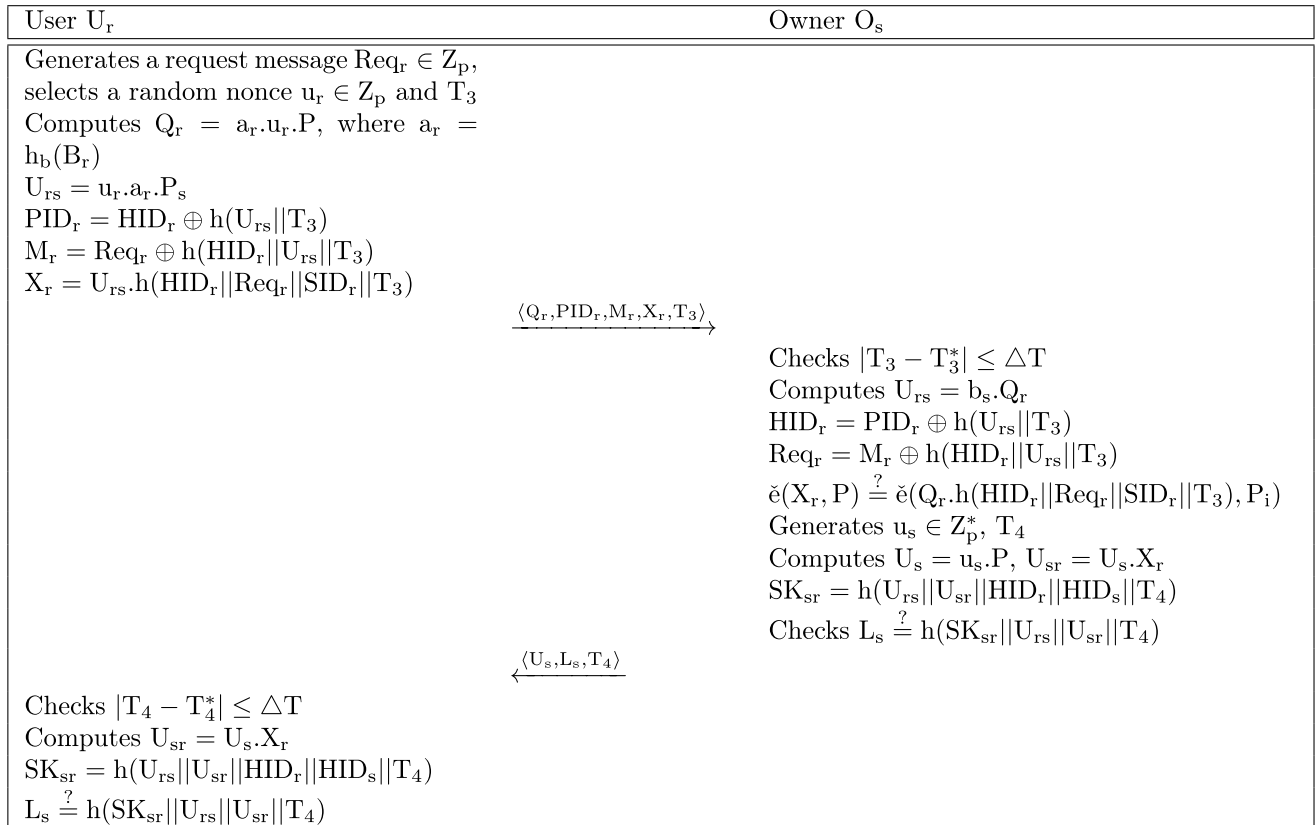 User U_r
Owner O_s
Generates a request message Req_r ∈ Z_p,
selects a random nonce u_r ∈ Z_p and T_3
Computes Q_r = a_r.u_r.P, where a_r =
h_b(B_r)
U_rs = u_r.a_r.P_s
PID_r = HID_r ⊕ h(U_rs||T_3)
M_r = Req_r ⊕ h(HID_r||U_rs||T_3)
X_r = U_rs.h(HID_r||Req_r||SID_r||T_3)
⟨Q_r,PID_r,M_r,X_r,T_3⟩
Checks |T_3 − T_3^*| ≤ △T
Computes U_rs = b_s.Q_r
HID_r = PID_r ⊕ h(U_rs||T_3)
Req_r = M_r ⊕ h(HID_r||U_rs||T_3)
ě(X_r, P) ≟ ě(Q_r.h(HID_r||Req_r||SID_r||T_3), P_i)
Generates u_s ∈ Z_p^*, T_4
Computes U_s = u_s.P, U_sr = U_s.X_r
SK_sr = h(U_rs||U_sr||HID_r||HID_s||T_4)
Checks L_s ≟ h(SK_sr||U_rs||U_sr||T_4)
⟨U_s,L_s,T_4⟩
Checks |T_4 − T_4^*| ≤ △T
Computes U_sr = U_s.X_r
SK_sr = h(U_rs||U_sr||HID_r||HID_s||T_4)
L_s ≟ h(SK_sr||U_rs||U_sr||T_4)